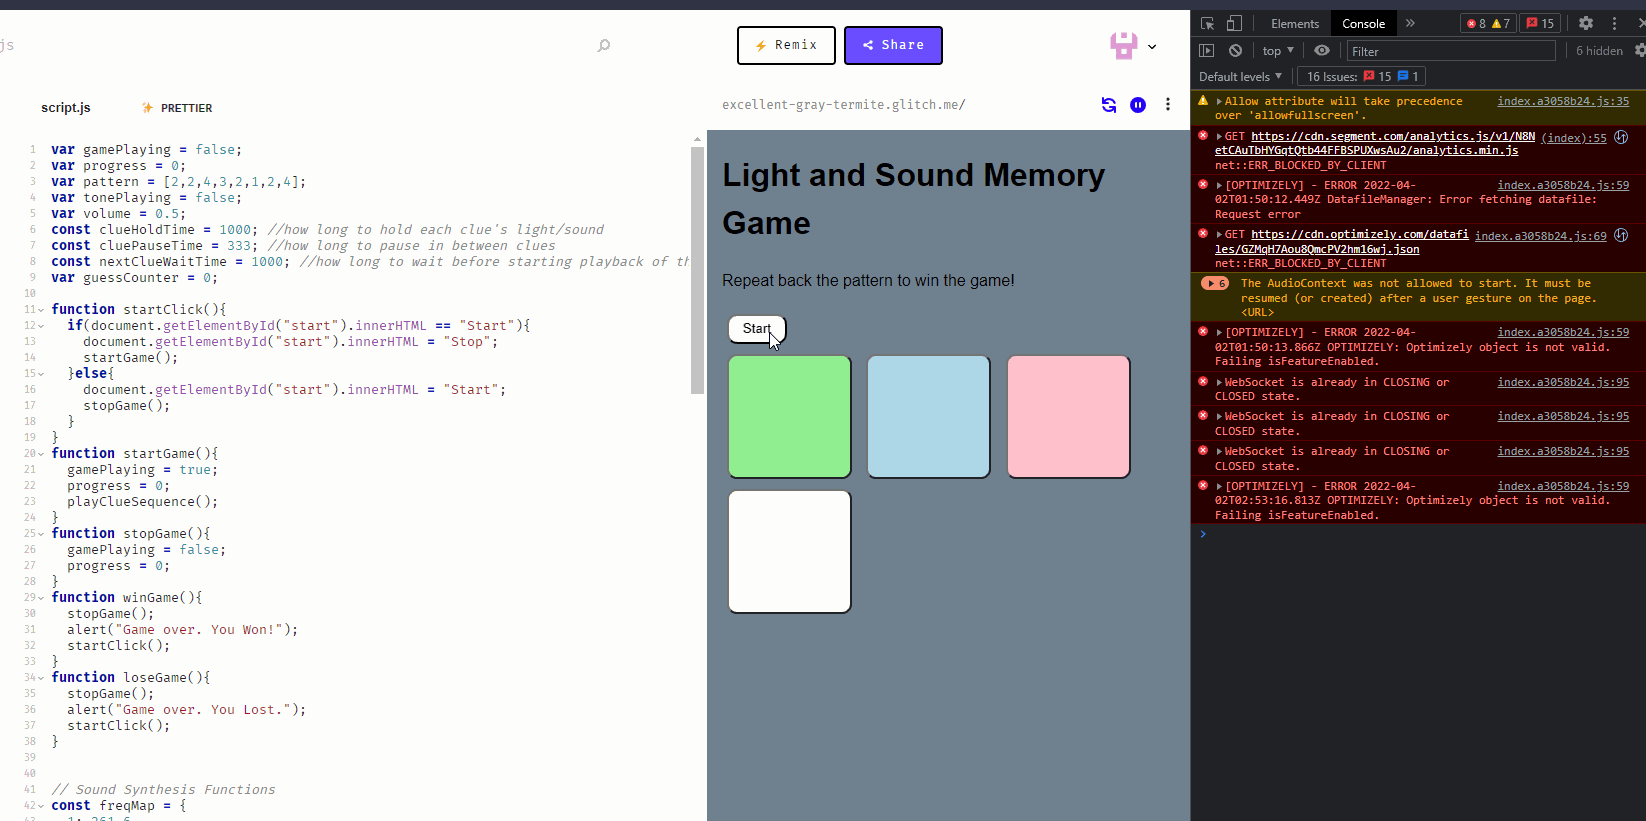 js
Remix
Share
script.js
PRETTIER
excellent-gray-termite.glitch.me/
1 var gamePlaying = false;
2 var progress = 0;
3 var pattern = [2,2,4,3,2,1,2,4];
4 var tonePlaying = false;
5 var volume = 0.5;
6 const clueHoldTime = 1000; //how long to hold each clue's light/sound
7 const cluePauseTime = 333; //how long to pause in between clues
8 const nextClueWaitTime = 1000; //how long to wait before starting playback of th
9 var guessCounter = 0;
10
11 function startClick(){
12 if(document.getElementById("start").innerHTML == "Start"){
13 document.getElementById("start").innerHTML = "Stop";
14 startGame();
15 }else{
16 document.getElementById("start").innerHTML = "Start";
17 stopGame();
18 }
19 }
20 function startGame(){
21 gamePlaying = true;
22 progress = 0;
23 playClueSequence();
24 }
25 function stopGame(){
26 gamePlaying = false;
27 progress = 0;
28 }
29 function winGame(){
30 stopGame();
31 alert("Game over. You Won!");
32 startClick();
33 }
34 function loseGame(){
35 stopGame();
36 alert("Game over. You Lost.");
37 startClick();
38 }
39
40
41 // Sound Synthesis Functions
42 const freqMap = {
43 1: 261.6
Light and Sound Memory
Game
Repeat back the pattern to win the game!
Start
Elements
Console
8
7
15
top
Filter
6 hidden
Default levels
16 Issues:
15
1
Allow attribute will take precedence index.a3058b24.js:35
over 'allowfullscreen'.
GET https://cdn.segment.com/analytics.js/v1/N8N (index):55
etCAuTbHYGqtQtb44FFBSPUXwsAu2/analytics.min.js
net::ERR_BLOCKED_BY_CLIENT
[OPTIMIZELY] - ERROR 2022-04- index.a3058b24.js:59
02T01:50:12.449Z DatafileManager: Error fetching datafile:
Request error
GET https://cdn.optimizely.com/datafi index.a3058b24.js:69
les/GZMqH7Aou8QmcPV2hm16wj.json
net::ERR_BLOCKED_BY_CLIENT
6 The AudioContext was not allowed to start. It must be
resumed (or created) after a user gesture on the page.
<URL>
[OPTIMIZELY] - ERROR 2022-04- index.a3058b24.js:59
02T01:50:13.866Z OPTIMIZELY: Optimizely object is not valid.
Failing isFeatureEnabled.
WebSocket is already in CLOSING or index.a3058b24.js:95
CLOSED state.
WebSocket is already in CLOSING or index.a3058b24.js:95
CLOSED state.
WebSocket is already in CLOSING or index.a3058b24.js:95
CLOSED state.
[OPTIMIZELY] - ERROR 2022-04- index.a3058b24.js:59
02T02:53:16.813Z OPTIMIZELY: Optimizely object is not valid.
Failing isFeatureEnabled.